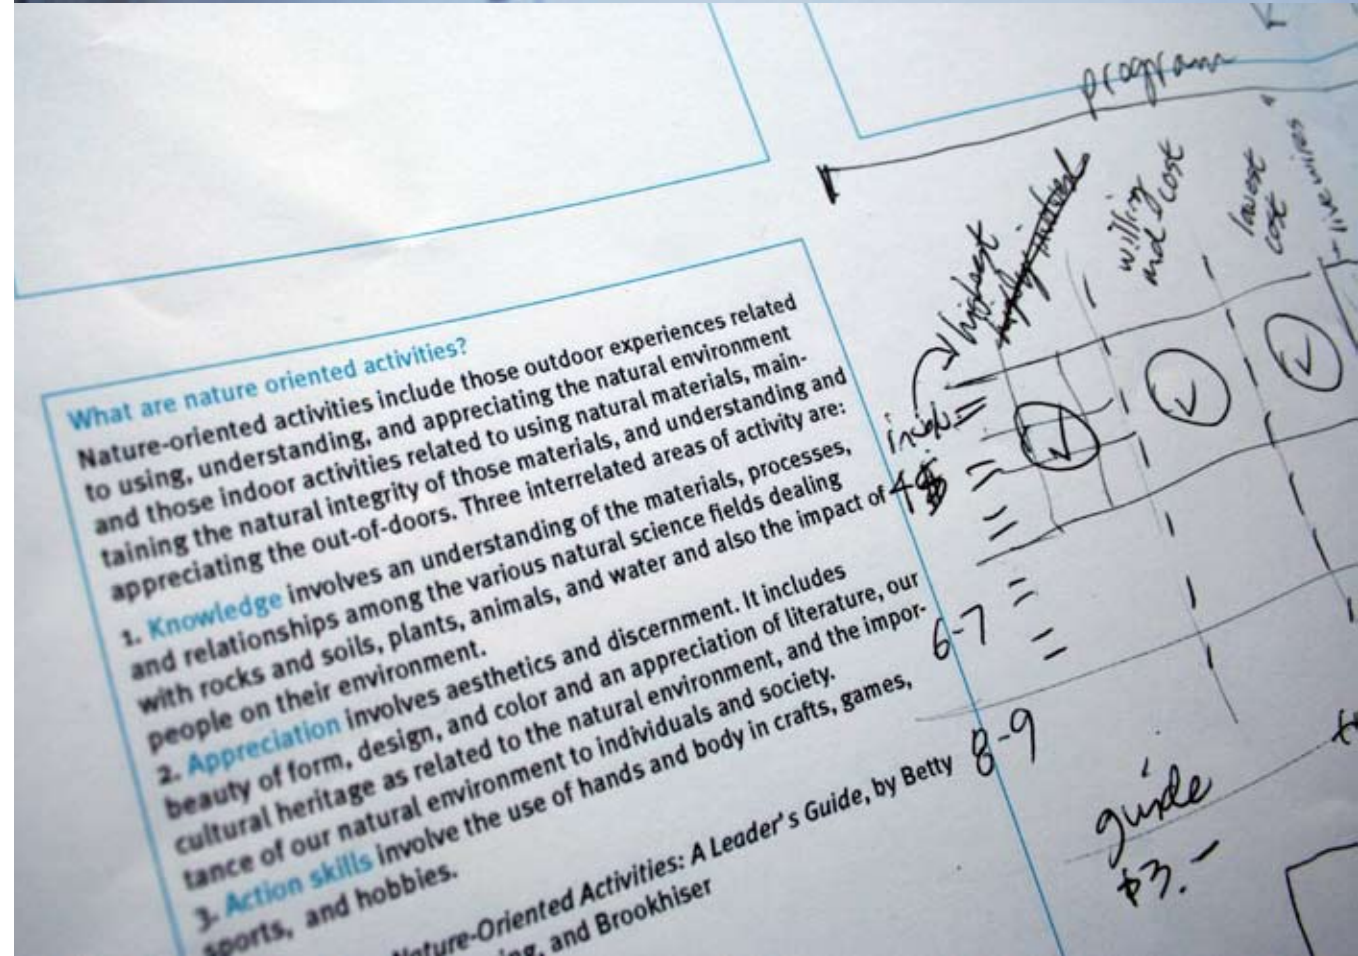 What are nature oriented activities?
Nature-oriented activities include those outdoor experiences related
to using, understanding, and appreciating the natural environment
and those indoor activities related to using natural materials, main-
taining the natural integrity of those materials, and understanding and
appreciating the out-of-doors. Three interrelated areas of activity are:
1. Knowledge involves an understanding of the materials, processes,
and relationships among the various natural science fields dealing
with rocks and soils, plants, animals, and water and also the impact of
people on their environment.
2. Appreciation involves aesthetics and discernment. It includes
beauty of form, design, and color and an appreciation of literature, our
cultural heritage as related to the natural environment, and the impor-
tance of our natural environment to individuals and society.
3. Action skills involve the use of hands and body in crafts, games,
sports, and hobbies.
Nature-Oriented Activities: A Leader's Guide, by Betty
and Brookhiser
program
highest
willing
and cost
lowest
cost
6-7
8-9
guide
$3.-